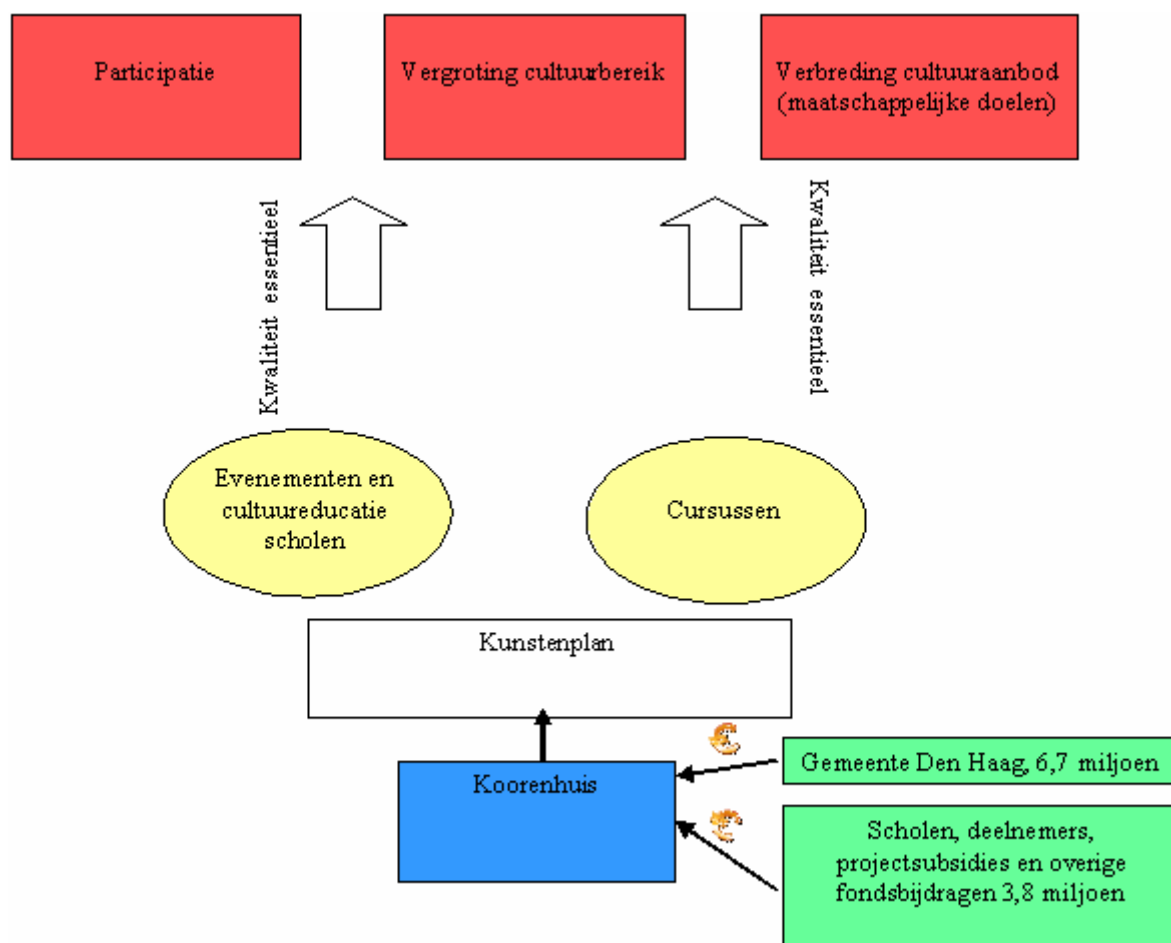 Participatie
Vergroting cultuurbereik
Verbreding cultuuraanbod
(maatschappelijke doelen)
Kwaliteit essentieel
Kwaliteit essentieel
Evenementen en
cultuureducatie
scholen
Cursussen
Kunstenplan
€
Gemeente Den Haag, 6,7 miljoen
Koorenhuis
€
Scholen, deelnemers,
projectsubsidies en overige
fondsbijdragen 3,8 miljoen